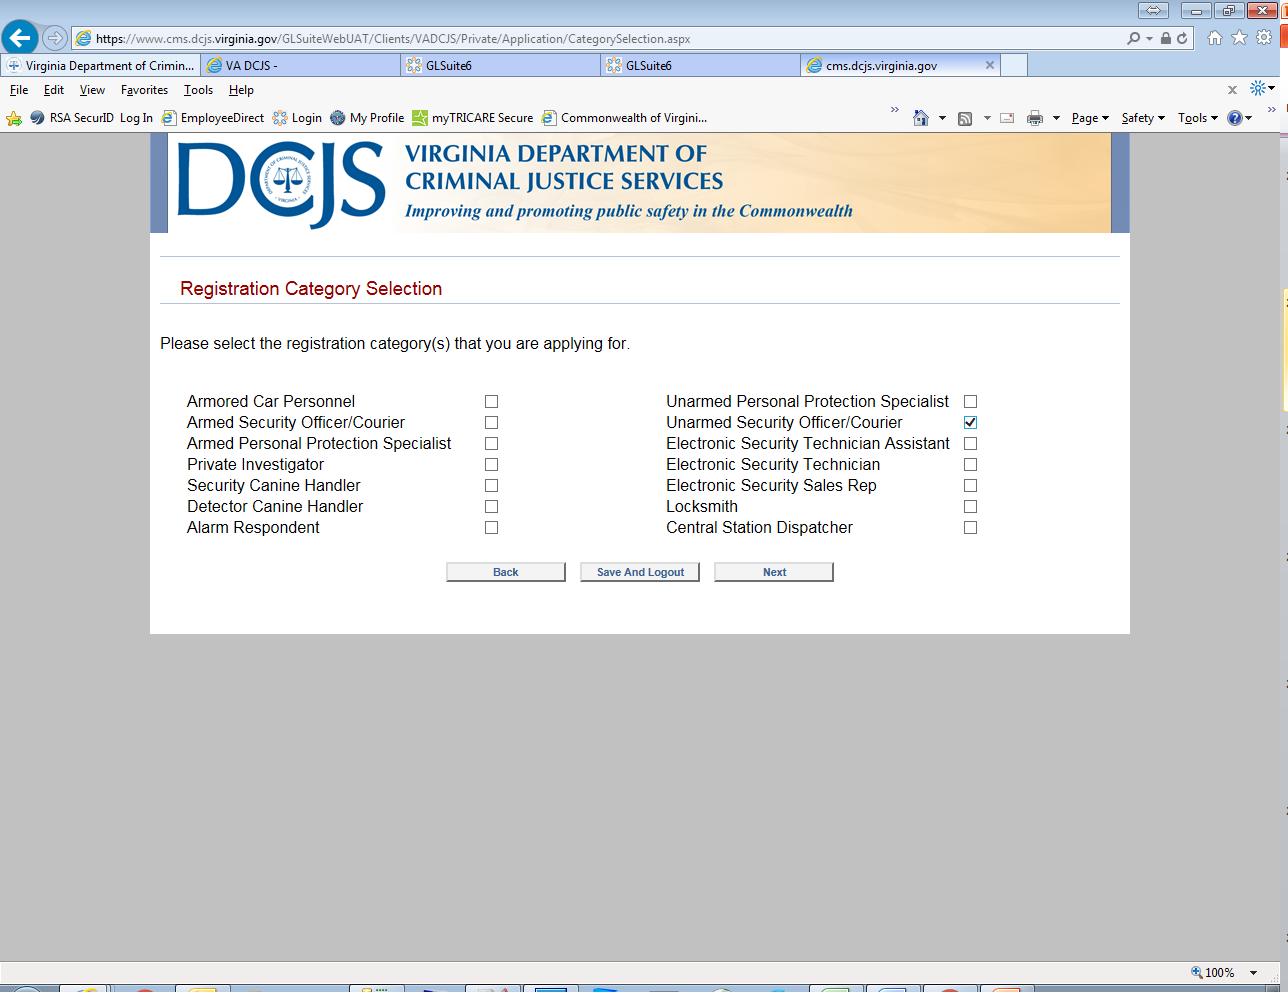 https://www.cms.dcjs.virginia.gov/GLSuiteWebUAT/Clients/VADCJS/Private/Application/CategorySelection.aspx
Virginia Department of Crimin... VA DCJS - GLSuite6 GLSuite6 cms.dcjs.virginia.gov
File Edit View Favorites Tools Help
RSA SecurID Log In EmployeeDirect Login My Profile myTRICARE Secure Commonwealth of Virgini... Page Safety Tools
DCJS
VIRGINIA DEPARTMENT OF
CRIMINAL JUSTICE SERVICES
Improving and promoting public safety in the Commonwealth
Registration Category Selection
Please select the registration category(s) that you are applying for.
Armored Car Personnel Unarmed Personal Protection Specialist
Armed Security Officer/Courier Unarmed Security Officer/Courier
Armed Personal Protection Specialist Electronic Security Technician Assistant
Private Investigator Electronic Security Technician
Security Canine Handler Electronic Security Sales Rep
Detector Canine Handler Locksmith
Alarm Respondent Central Station Dispatcher
Back Save And Logout Next
100%